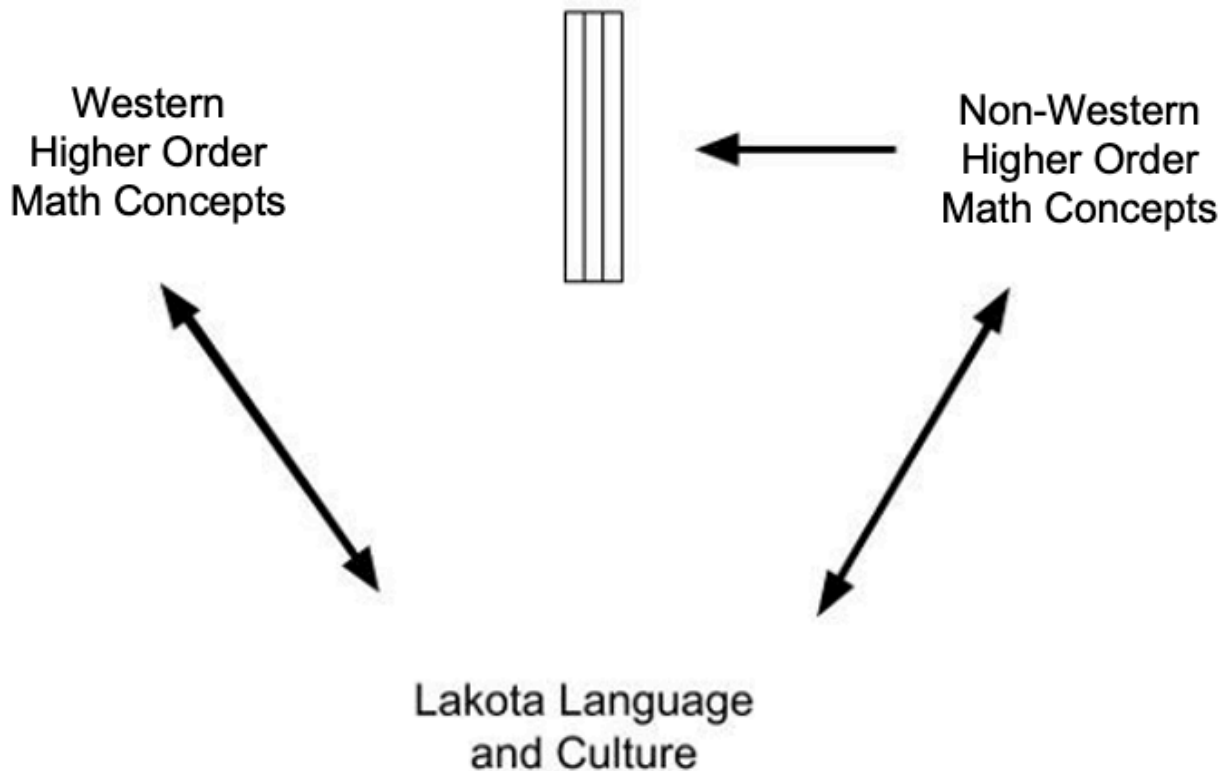 Western
Higher Order
Math Concepts
Non-Western
Higher Order
Math Concepts
Lakota Language
and Culture